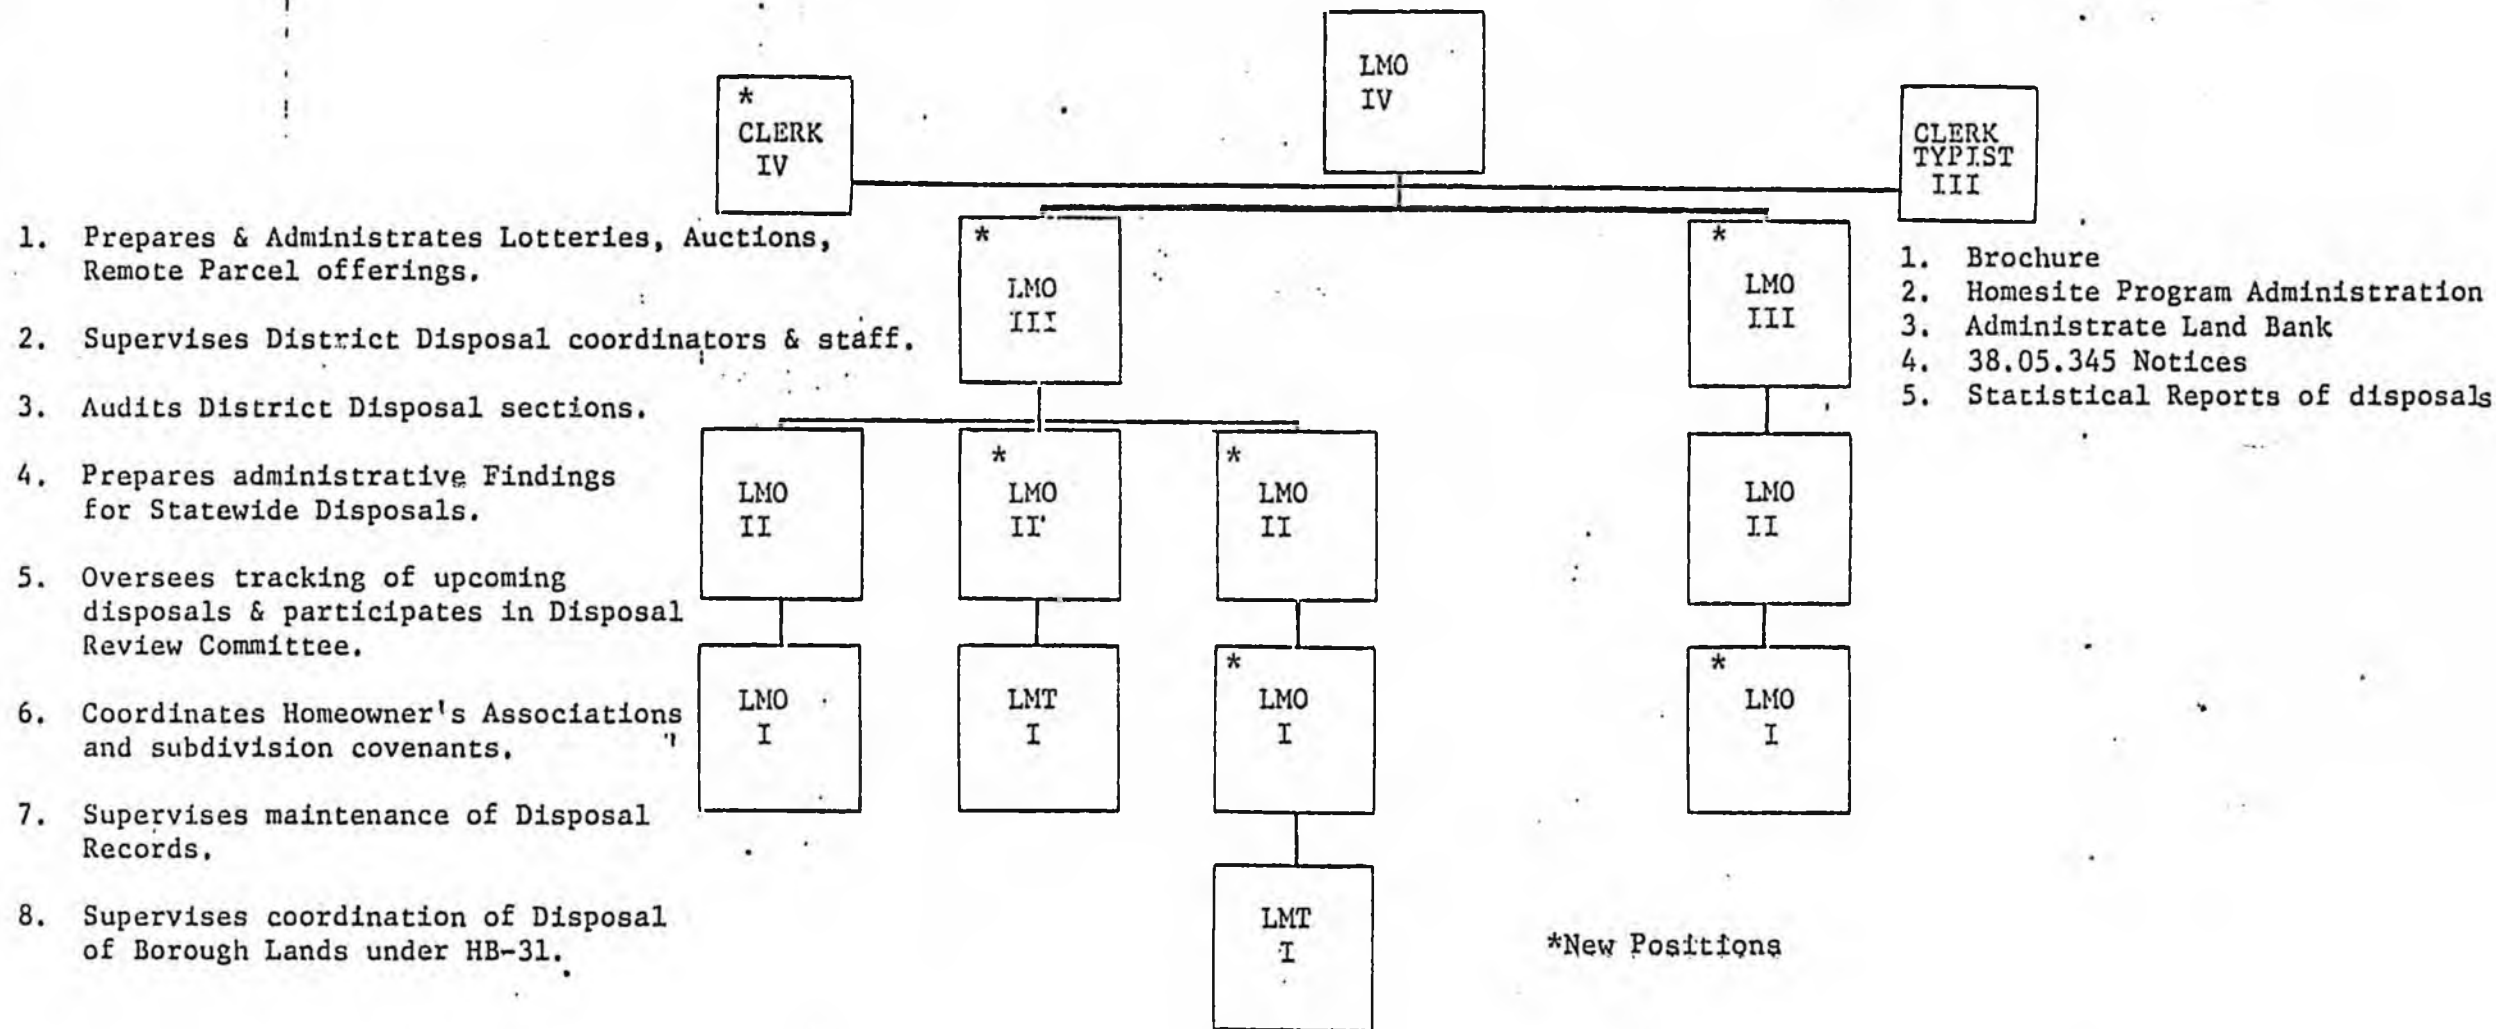 LMO
IV
*
CLERK
IV
CLERK
TYPIST
III
1. Prepares & Administrates Lotteries, Auctions,
Remote Parcel offerings.
2. Supervises District Disposal coordinators & staff.
3. Audits District Disposal sections.
4. Prepares administrative Findings
for Statewide Disposals.
5. Oversees tracking of upcoming
disposals & participates in Disposal
Review Committee.
6. Coordinates Homeowner's Associations
and subdivision covenants.
7. Supervises maintenance of Disposal
Records.
8. Supervises coordination of Disposal
of Borough Lands under HB-31.
*
LMO
III
*
LMO
III
1. Brochure
2. Homesite Program Administration
3. Administrate Land Bank
4. 38.05.345 Notices
5. Statistical Reports of disposals
LMO
II
*
LMO
II
*
LMO
II
LMO
II
LMO
I
LMT
I
*
LMO
I
*
LMO
I
LMT
I
*New Positions